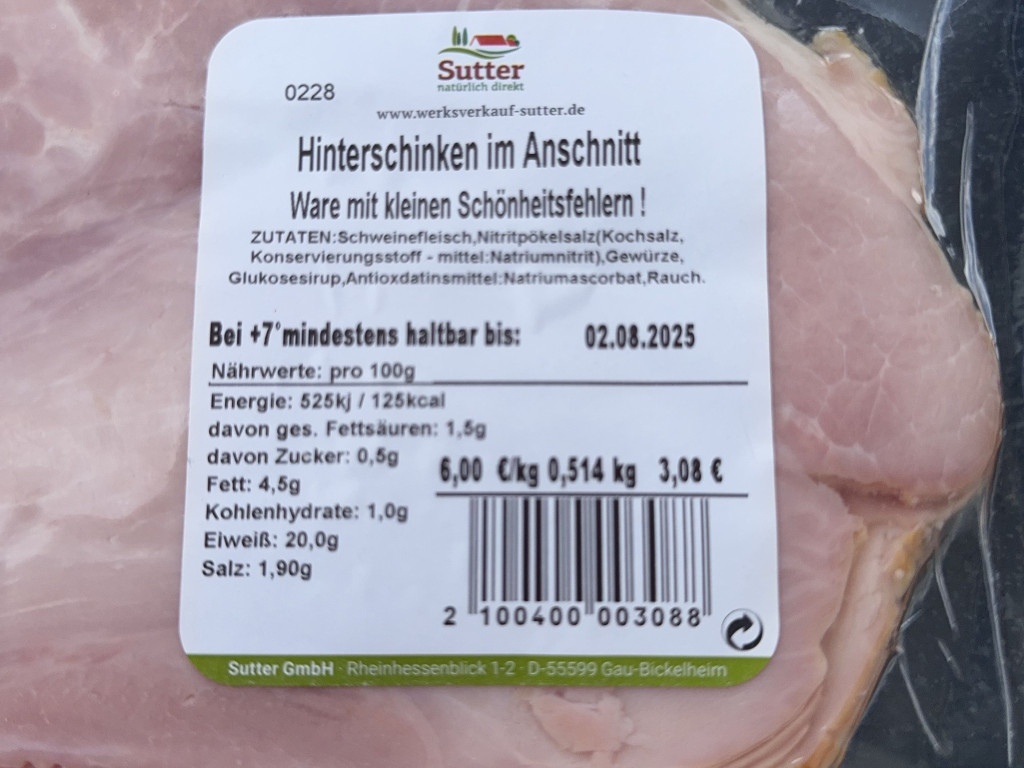 Sutter
natürlich direkt
0228
www.werksverkauf-sutter.de
Hinterschinken im Anschnitt
Ware mit kleinen Schönheitsfehlern !
ZUTATEN:Schweinefleisch,Nitritpökelsalz(Kochsalz,
Konservierungsstoff - mittel:Natriumnitrit),Gewürze,
Glukosesirup,Antioxdatinsmittel:Natriumascorbat,Rauch.
Bei +7°mindestens haltbar bis: 02.08.2025
Nährwerte: pro 100g
Energie: 525kj / 125kcal
davon ges. Fettsäuren: 1,5g
davon Zucker: 0,5g
Fett: 4,5g
Kohlenhydrate: 1,0g
Eiweiß: 20,0g
Salz: 1,90g
6,00 €/kg 0,514 kg 3,08 €
2 100400 003088
Sutter GmbH · Rheinhessenblick 1-2 · D-55599 Gau-Bickelheim